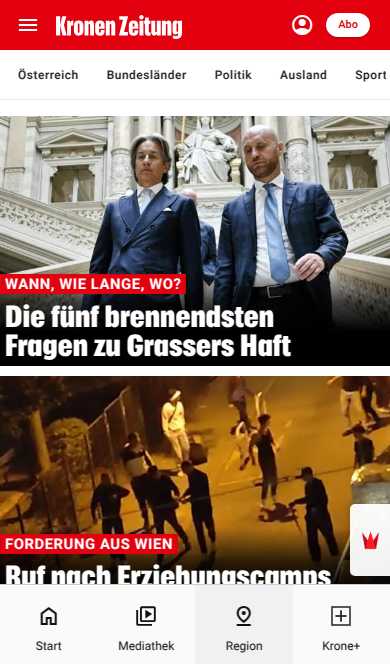 Kronen Zeitung
Abo
Österreich Bundesländer Politik Ausland Sport
WANN, WIE LANGE, WO?
Die fünf brennendsten
Fragen zu Grassers Haft
FORDERUNG AUS WIEN
Ruf nach Erziehungscamps
Start Mediathek Region Krone+